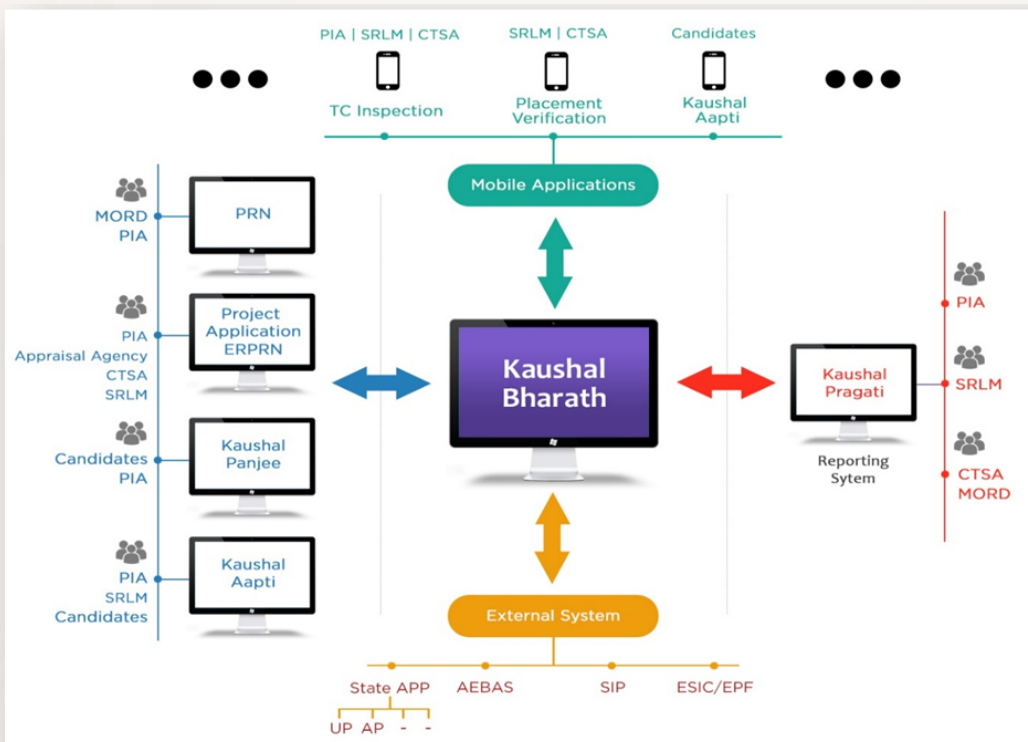 PIA | SRLM | CTSA
SRLM | CTSA
Candidates
TC Inspection
Placement
Verification
Kaushal
Aapti
Mobile Applications
MORD
PIA
PRN
PIA
Appraisal Agency
CTSA
SRLM
Project
Application
ERPRN
Candidates
PIA
Kaushal
Panjee
PIA
SRLM
Candidates
Kaushal
Aapti
Kaushal
Bharath
Kaushal
Pragati
Reporting
Sytem
PIA
SRLM
CTSA
MORD
External System
State APP
AEBAS
SIP
ESIC/EPF
UP AP - -